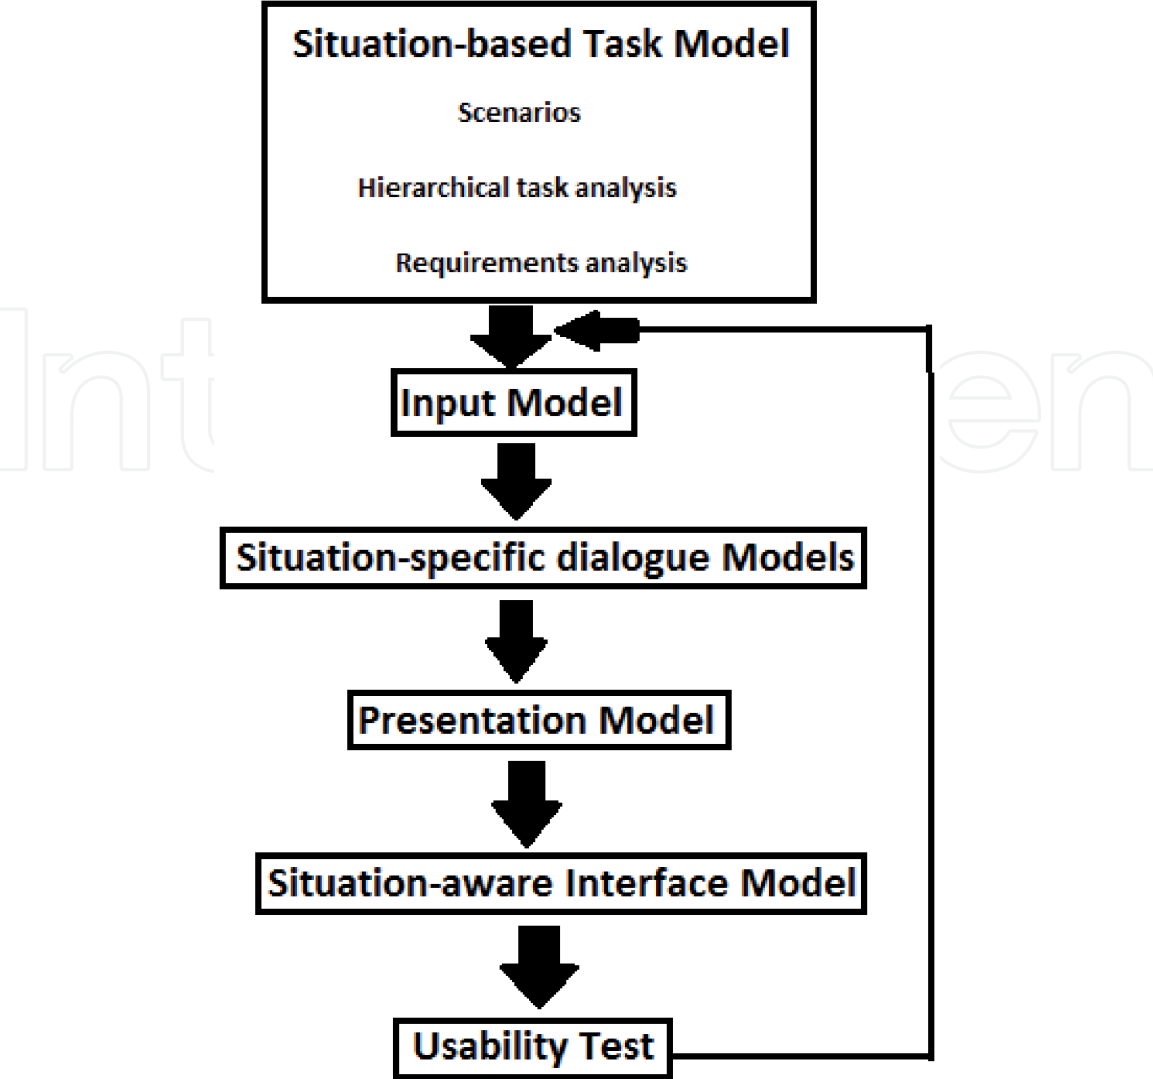 Situation-based Task Model
Scenarios
Hierarchical task analysis
Requirements analysis
Input Model
Situation-specific dialogue Models
Presentation Model
Situation-aware Interface Model
Usability Test